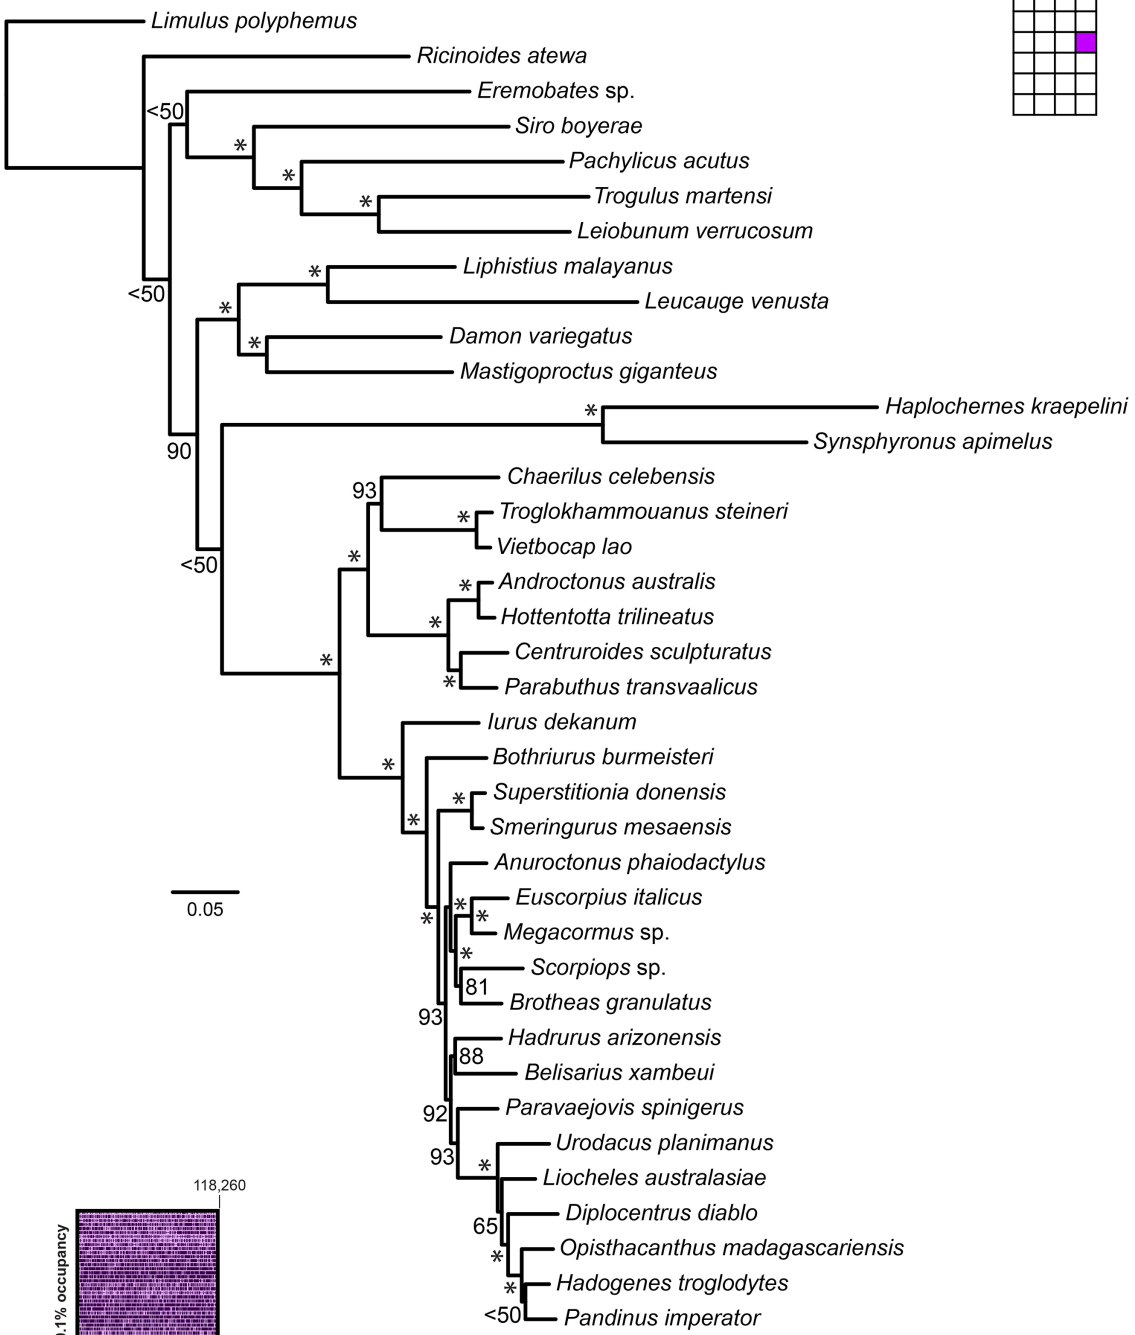 Limulus polyphemus
Ricinoides atewa
Eremobates sp.
<50
Siro boyerae
*
Pachylicus acutus
*
Trogulus martensi
*
Leiobunum verrucosum
Liphistius malayanus
*
<50
Leucauge venusta
*
Damon variegatus
*
Mastigoproctus giganteus
Haplochernes kraepelini
*
Synsphyronus apimelus
90
Chaerilus celebensis
93
Troglokhammouanus steineri
*
Vietbocap lao
*
<50
Androctonus australis
*
Hottentotta trilineatus
*
Centruroides sculpturatus
*
Parabuthus transvaalicus
*
Iurus dekanum
Bothriurus burmeisteri
*
Superstitionia donensis
*
Smeringurus mesaensis
*
Anuroctonus phaiodactylus
Euscorpius italicus
* *
0.05
*
Megacormus sp.
*
Scorpiops sp.
81
Brotheas granulatus
93
Hadrurus arizonensis
88
Belisarius xambeui
Paravaejovis spinigerus
92
Urodacus planimanus
93
*
Liocheles australasiae
118,260
Diplocentrus diablo
65
Opisthacanthus madagascariensis
*
Hadogenes troglodytes
*
<50
Pandinus imperator
.1% occupancy